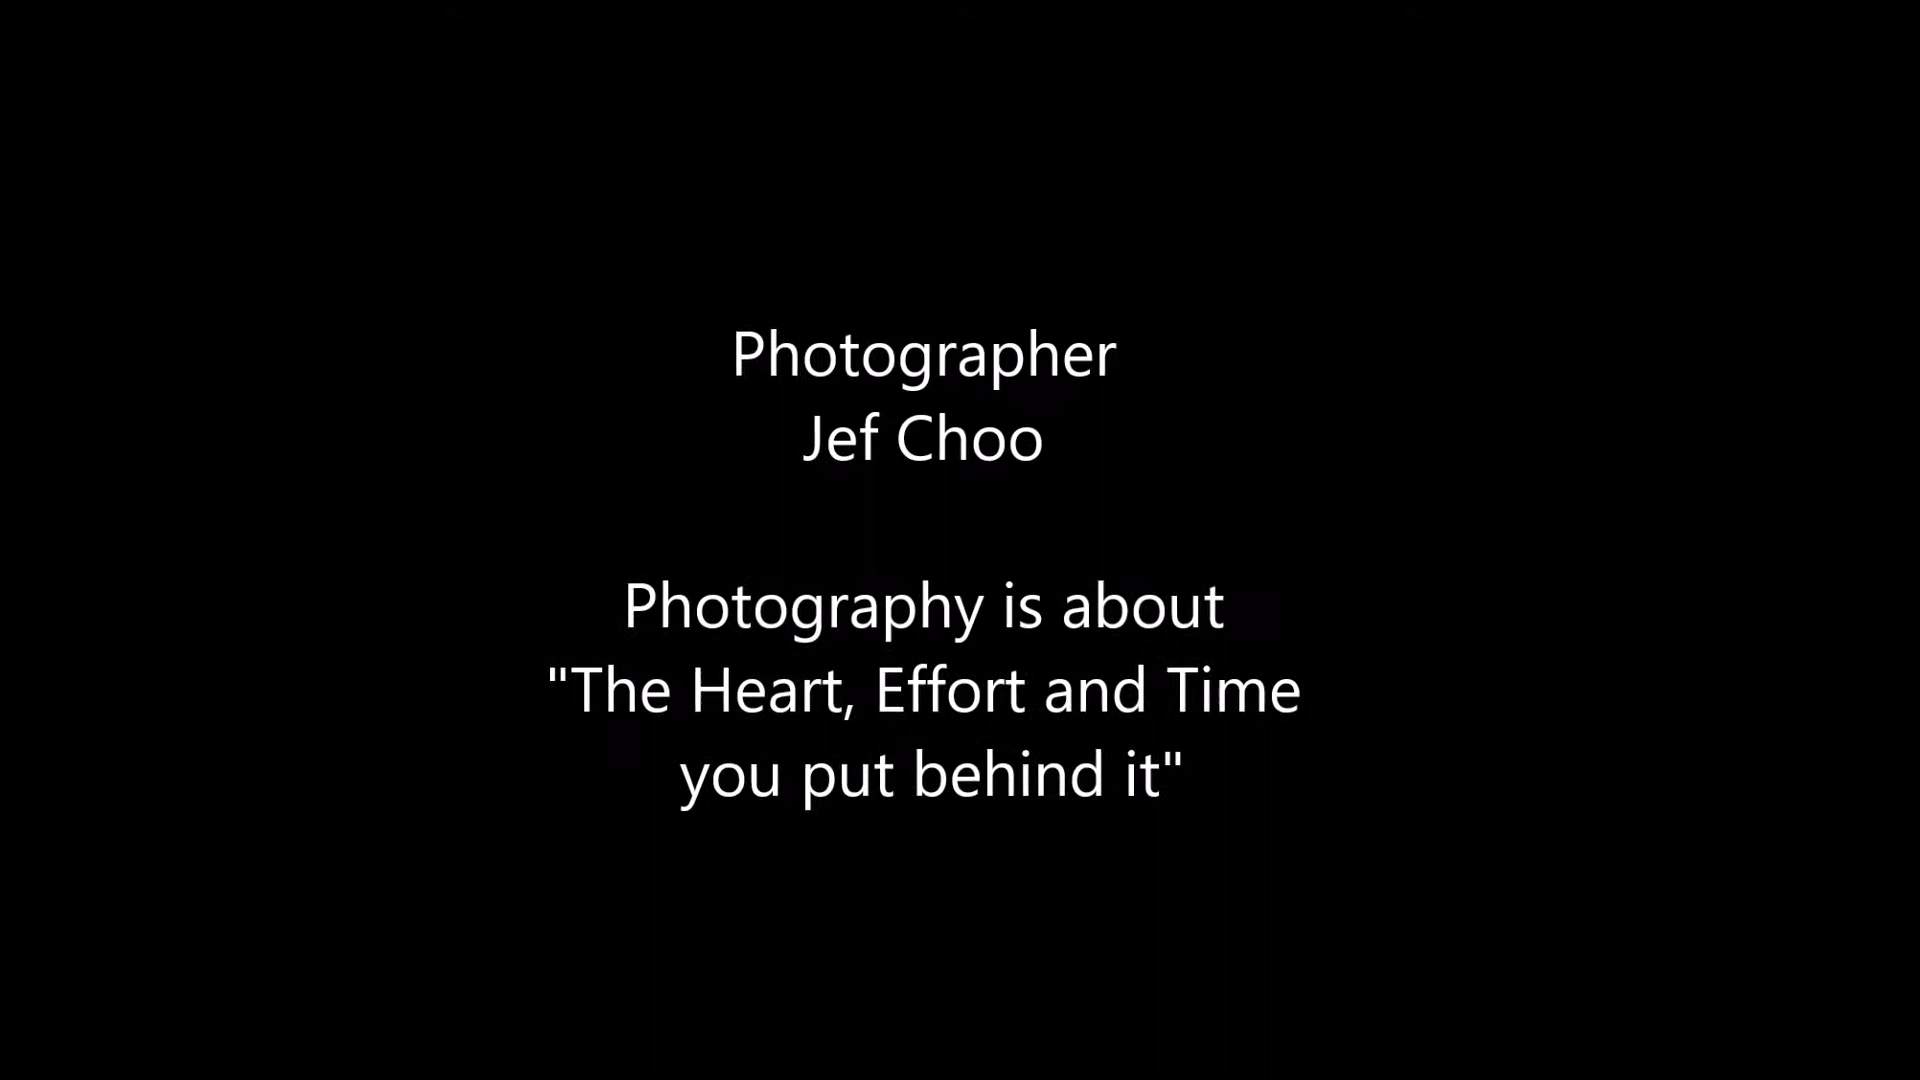 Photographer
Jef Choo
Photography is about
"The Heart, Effort and Time
you put behind it"